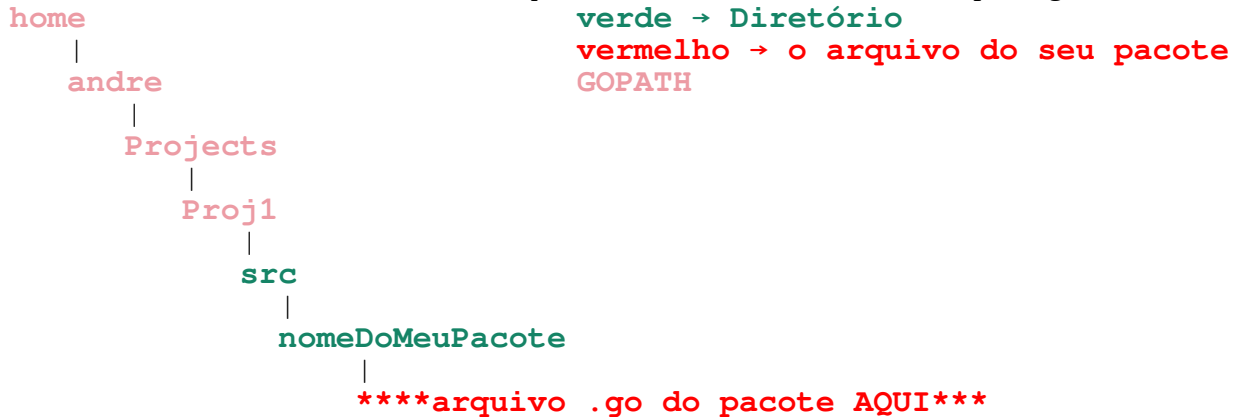 home verde → Diretório
| vermelho → o arquivo do seu pacote
andre GOPATH
|
Projects
|
Proj1
|
src
|
nomeDoMeuPacote
|
****arquivo .go do pacote AQUI***